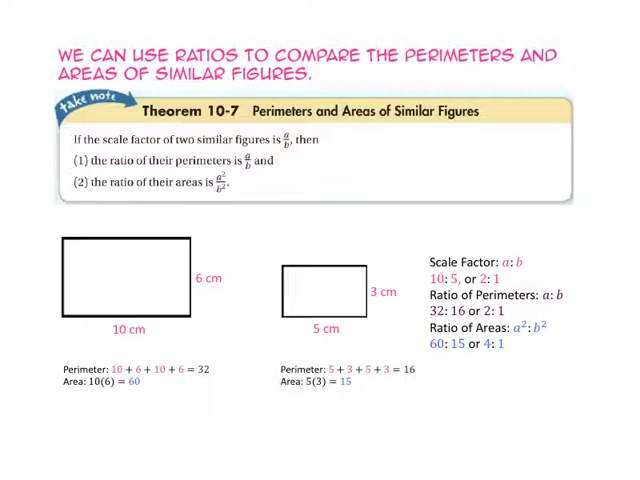 WE CAN USE RATIOS TO COMPARE THE PERIMETERS AND
AREAS OF SIMILAR FIGURES.
take note
Theorem 10-7 Perimeters and Areas of Similar Figures
If the scale factor of two similar figures is a/b, then
(1) the ratio of their perimeters is a/b and
(2) the ratio of their areas is a²/b².
6 cm
10 cm
Perimeter: 10 + 6 + 10 + 6 = 32
Area: 10(6) = 60
3 cm
5 cm
Perimeter: 5 + 3 + 5 + 3 = 16
Area: 5(3) = 15
Scale Factor: a: b
10: 5, or 2: 1
Ratio of Perimeters: a: b
32: 16 or 2: 1
Ratio of Areas: a²: b²
60: 15 or 4: 1